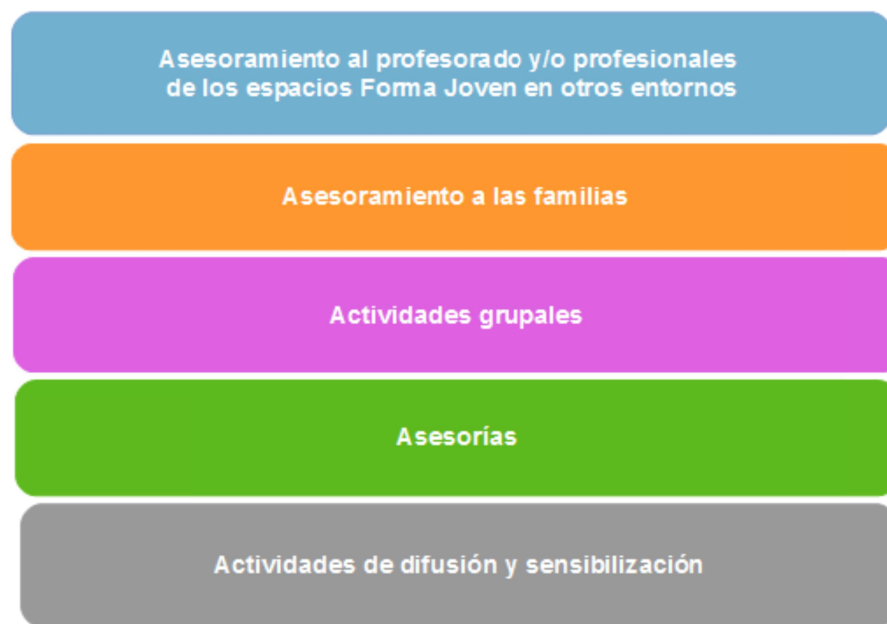 Asesoramiento al profesorado y/o profesionales
de los espacios Forma Joven en otros entornos
Asesoramiento a las familias
Actividades grupales
Asesorías
Actividades de difusión y sensibilización